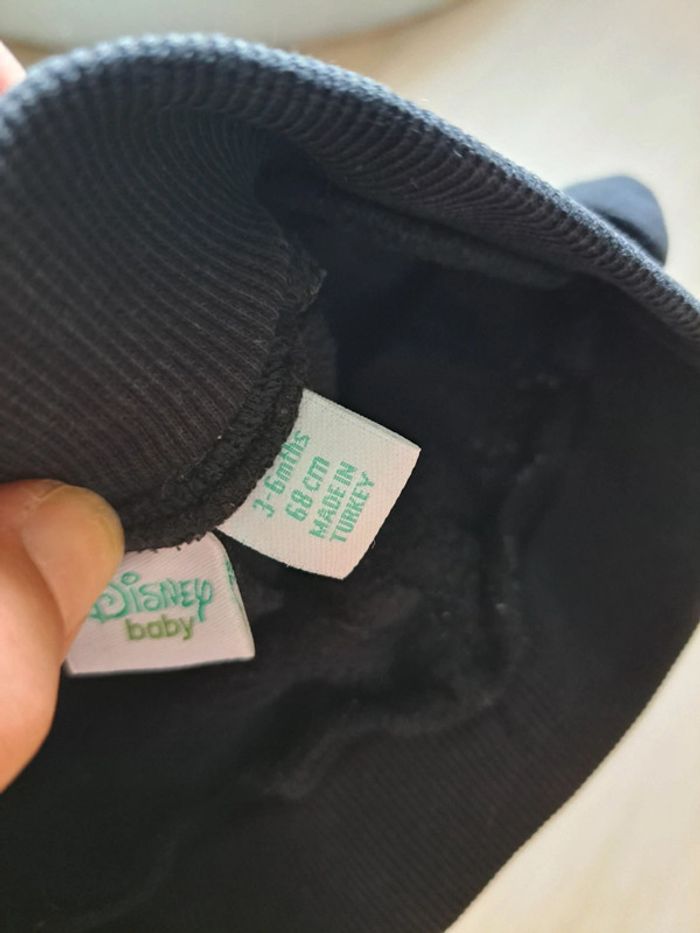 3-6mths
68 cm
MADE IN
TURKEY
Disney
baby